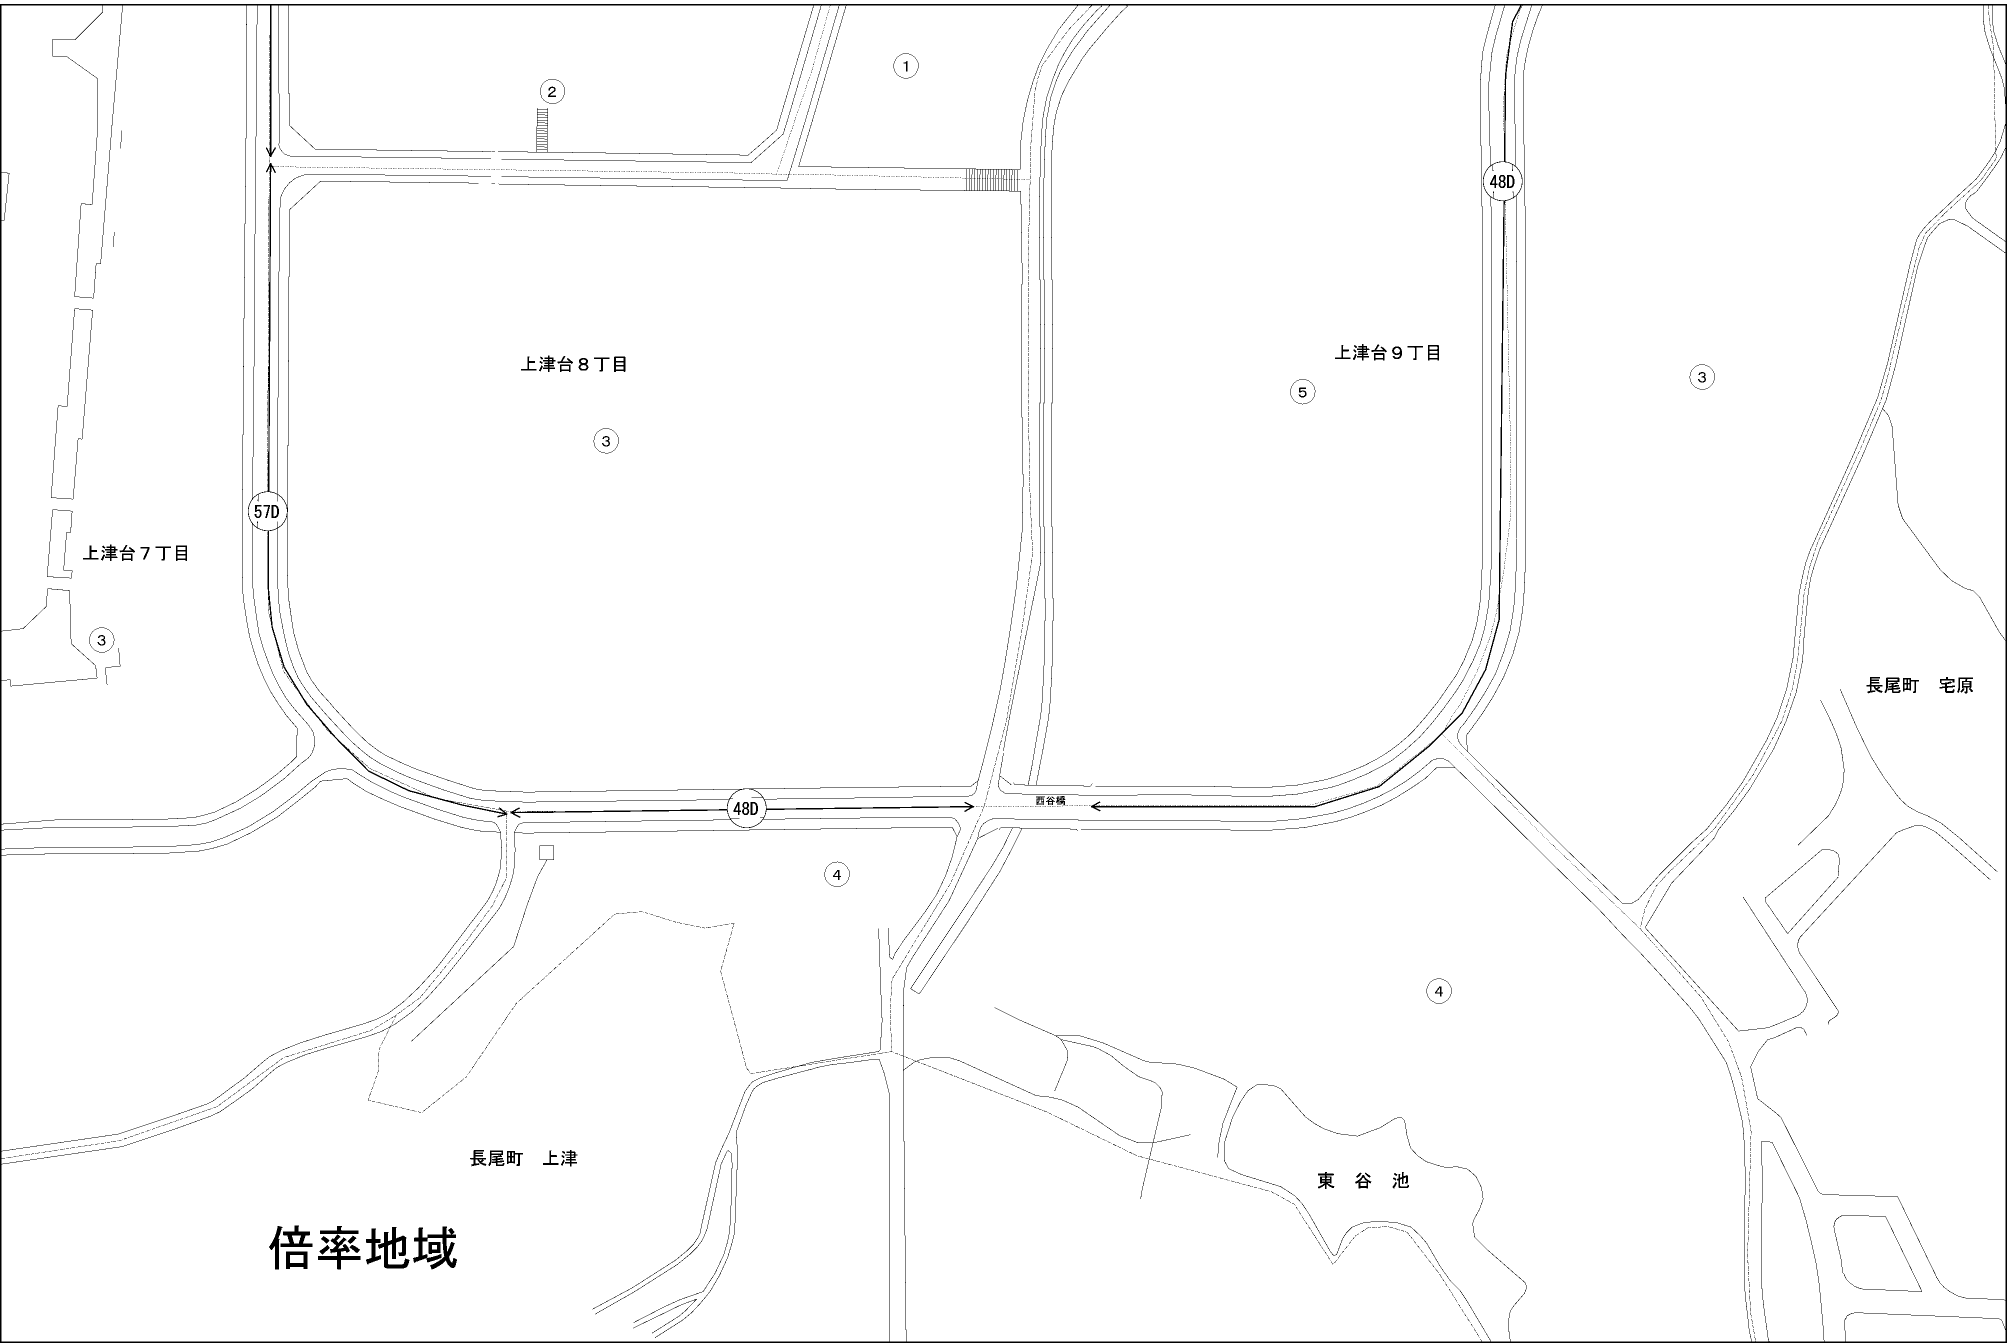 ①
②
48D
上津台９丁目
上津台８丁目
③
⑤
③
57D
上津台７丁目
③
長尾町　宅原
西谷橋
48D
④
④
長尾町　上津
東　谷　池
倍率地域